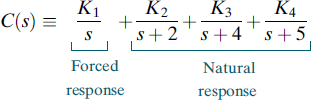 C(s) ≡ K₁/s + K₂/(s + 2) + K₃/(s + 4) + K₄/(s + 5)
Forced Natural
response response